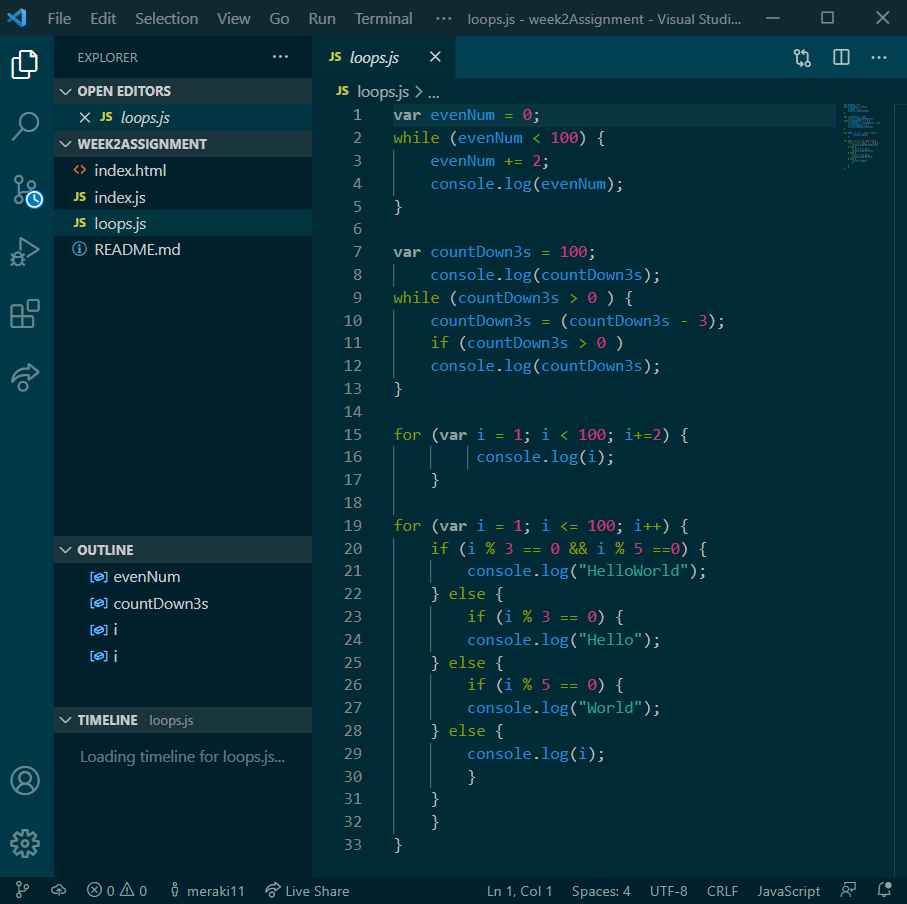 File Edit Selection View Go Run Terminal ··· loops.js - week2Assignment - Visual Studi...
EXPLORER ···
OPEN EDITORS
JS loops.js
WEEK2ASSIGNMENT
<> index.html
JS index.js
JS loops.js
README.md
OUTLINE
evenNum
countDown3s
i
i
TIMELINE loops.js
Loading timeline for loops.js...
JS loops.js
JS loops.js > ...
1 var evenNum = 0;
2 while (evenNum < 100) {
3     evenNum += 2;
4     console.log(evenNum);
5 }
6
7 var countDown3s = 100;
8     console.log(countDown3s);
9 while (countDown3s > 0 ) {
10     countDown3s = (countDown3s - 3);
11     if (countDown3s > 0 )
12     console.log(countDown3s);
13 }
14
15 for (var i = 1; i < 100; i+=2) {
16          console.log(i);
17     }
18
19 for (var i = 1; i <= 100; i++) {
20     if (i % 3 == 0 && i % 5 ==0) {
21         console.log("HelloWorld");
22     } else {
23         if (i % 3 == 0) {
24         console.log("Hello");
25     } else {
26         if (i % 5 == 0) {
27         console.log("World");
28     } else {
29         console.log(i);
30         }
31     }
32     }
33 }
0 0 meraki11 Live Share Ln 1, Col 1 Spaces: 4 UTF-8 CRLF JavaScript